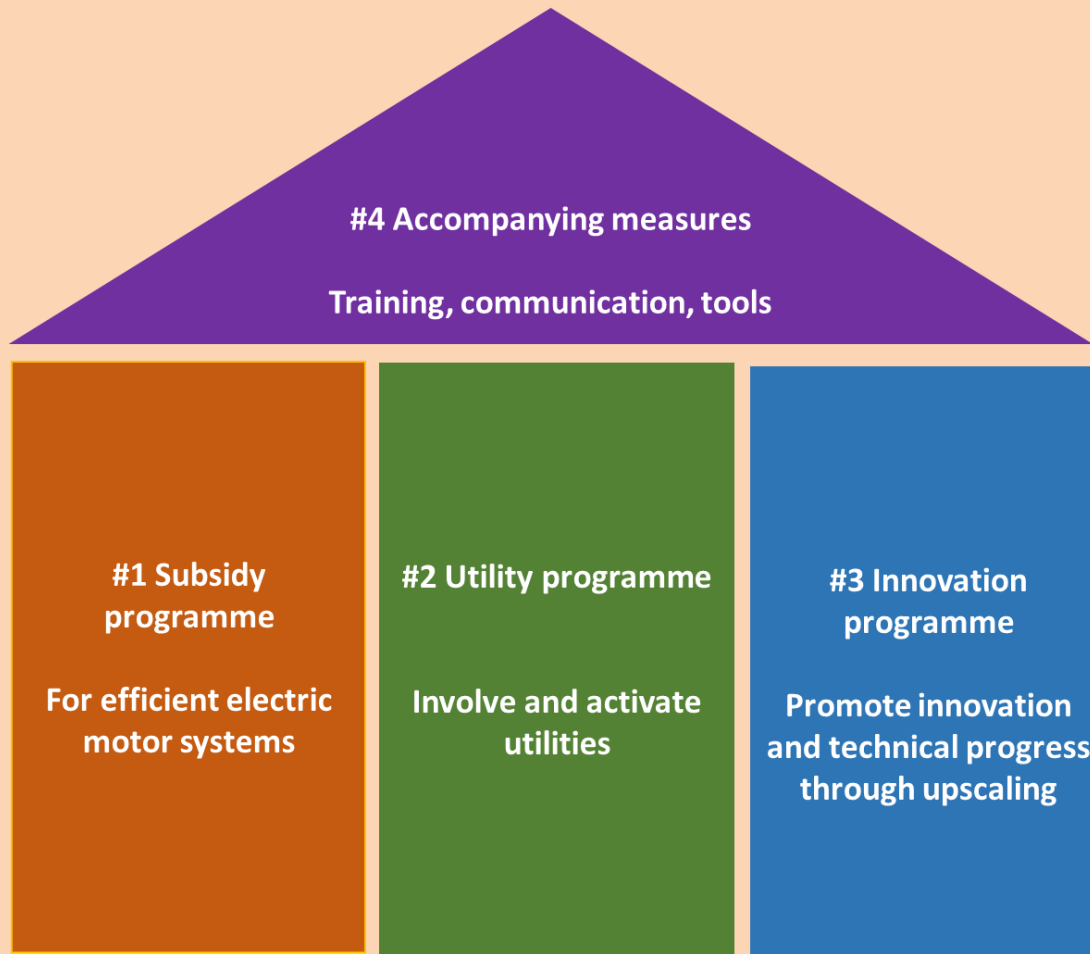 #4 Accompanying measures
Training, communication, tools
#1 Subsidy
programme
For efficient electric
motor systems
#2 Utility programme
Involve and activate
utilities
#3 Innovation
programme
Promote innovation
and technical progress
through upscaling